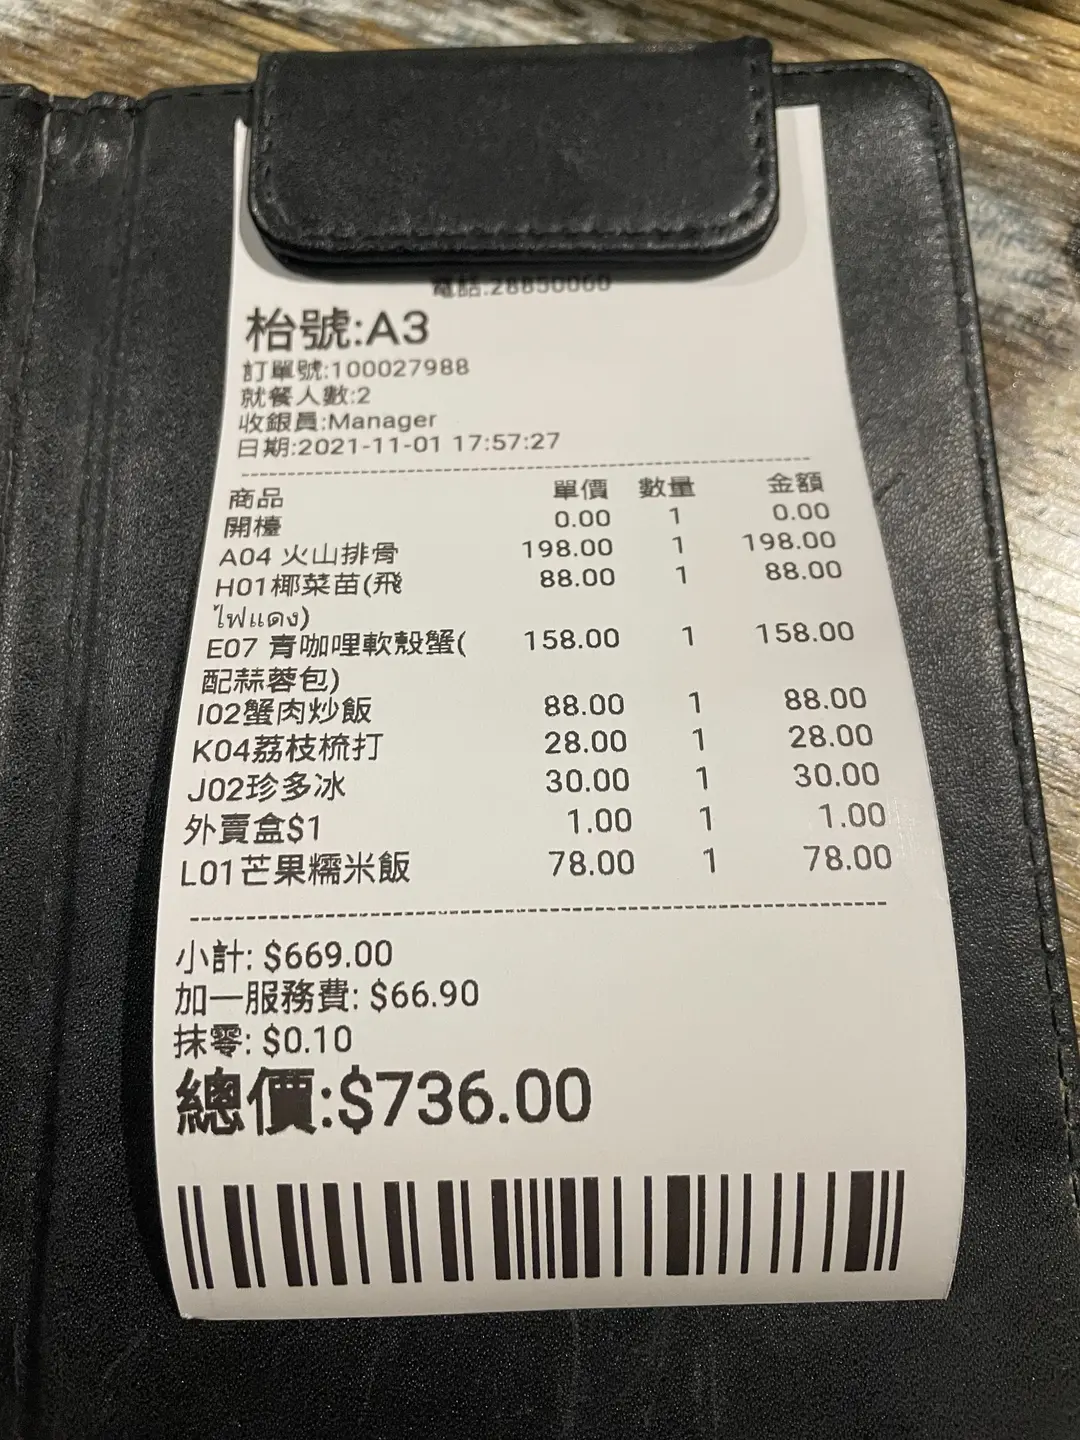 電話:28850060
枱號:A3
訂單號:100027988
就餐人數:2
收銀員:Manager
日期:2021-11-01 17:57:27
商品 單價 數量 金額
開檯 0.00 1 0.00
A04 火山排骨 198.00 1 198.00
H01椰菜苗(飛 88.00 1 88.00
ไฟแดง)
E07 青咖哩軟殼蟹( 158.00 1 158.00
配蒜蓉包)
I02蟹肉炒飯 88.00 1 88.00
K04荔枝梳打 28.00 1 28.00
J02珍多冰 30.00 1 30.00
外賣盒$1 1.00 1 1.00
L01芒果糯米飯 78.00 1 78.00
小計: $669.00
加一服務費: $66.90
抹零: $0.10
總價:$736.00